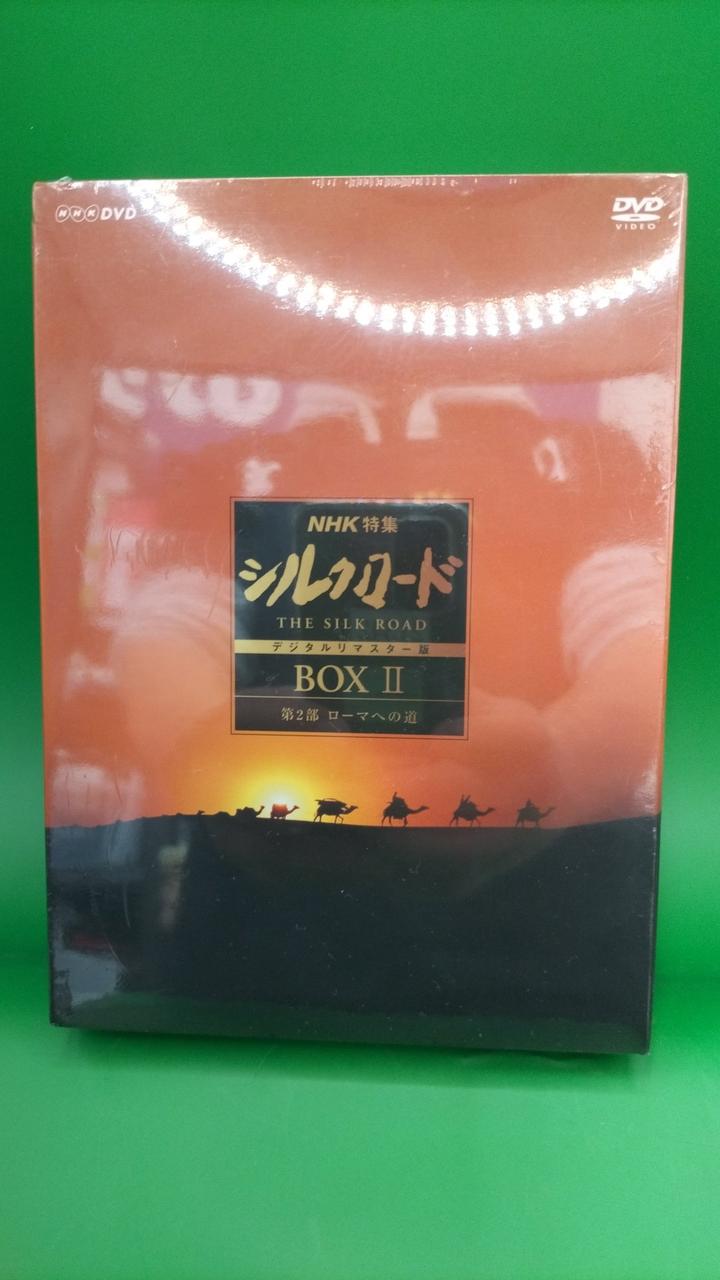 NHK DVD
DVD
VIDEO
NHK特集
シルクロード
THE SILK ROAD
デジタルリマスター版
BOX II
第2部 ローマへの道